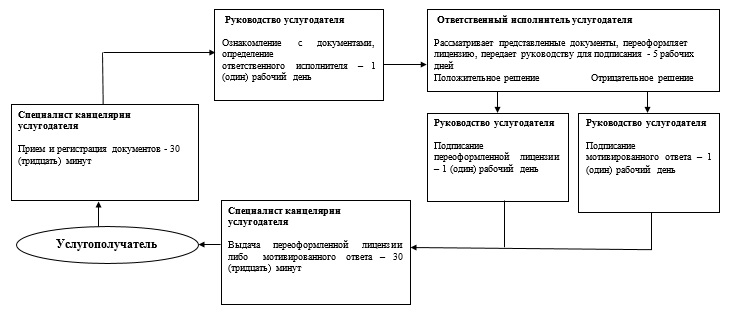 Руководство услугодателя
Ознакомление с документами,
определение
ответственного исполнителя – 1
(один) рабочий день
Ответственный исполнитель услугодателя
Рассматривает представленные документы, переоформляет
лицензию, передает руководству для подписания - 5 рабочих
дней
Положительное решение Отрицательное решение
Специалист канцелярии
услугодателя
Прием и регистрация документов - 30
(тридцать) минут
Руководство услугодателя
Подписание
переоформленной лицензии
– 1 (один) рабочий день
Руководство услугодателя
Подписание
мотивированного ответа – 1
(один) рабочий день
Специалист канцелярии
услугодателя
Выдача переоформленной лицензии
либо мотивированного ответа – 30
(тридцать) минут
Услугополучатель